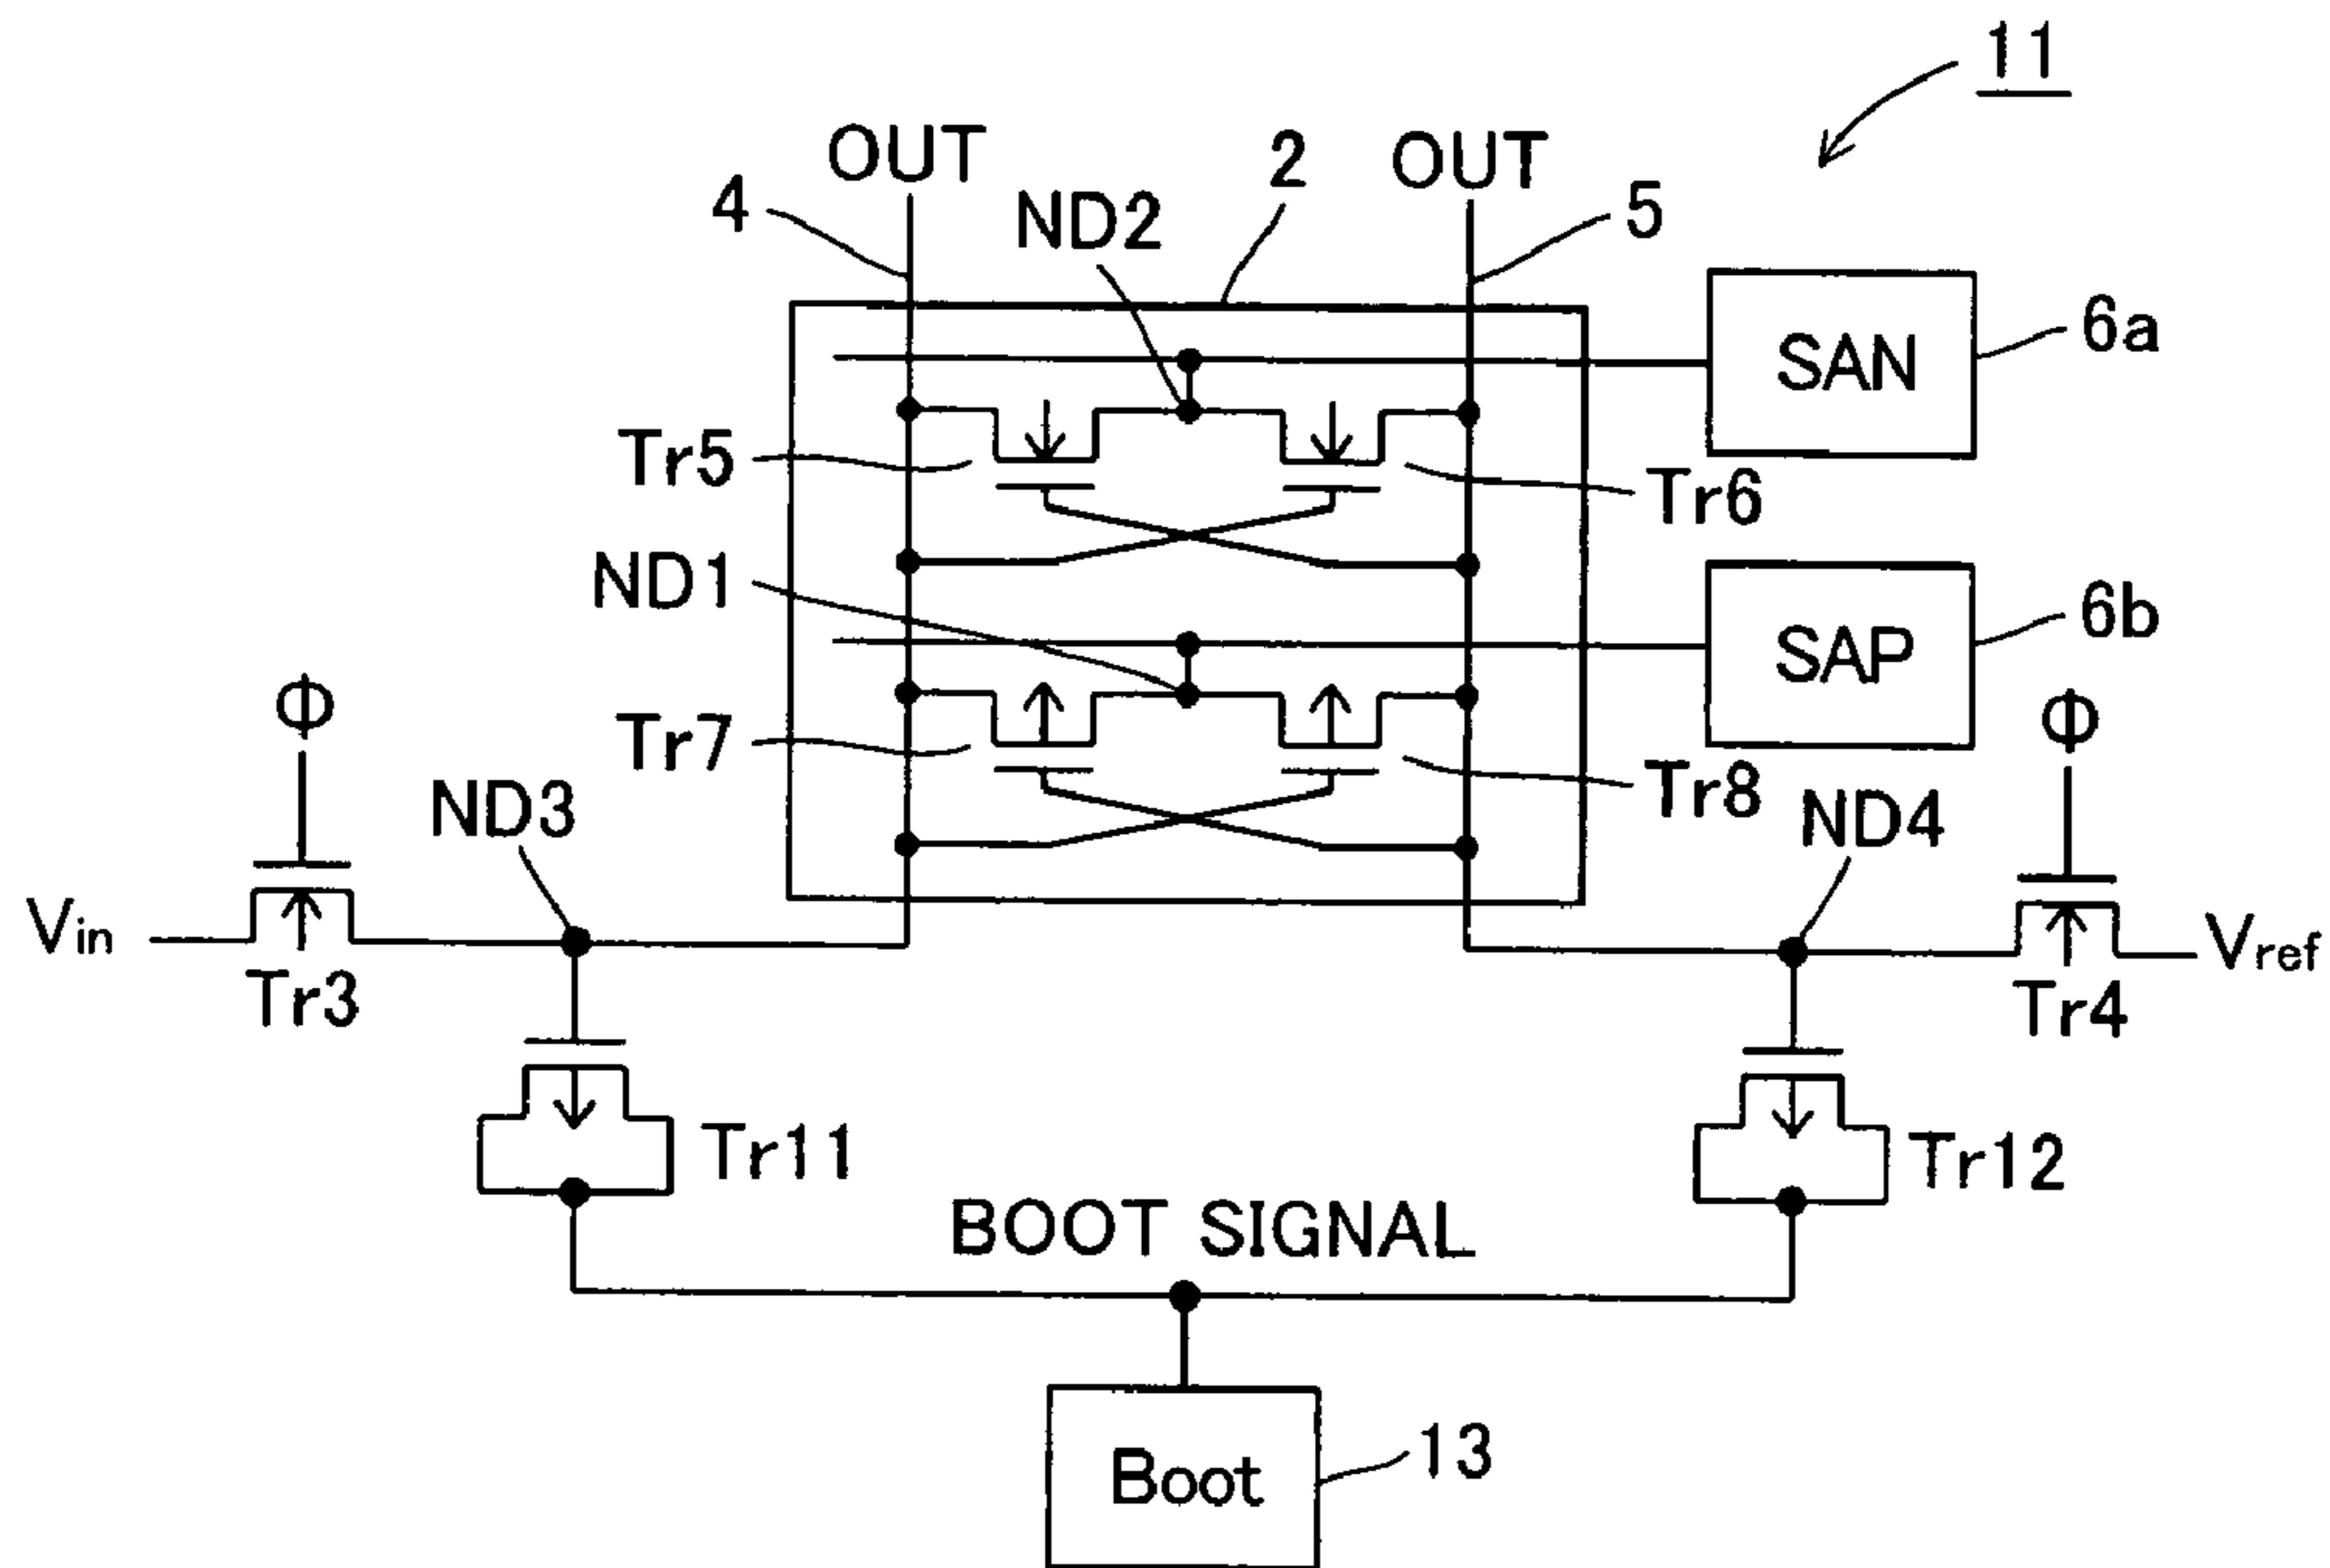 11
OUT
2
OUT
4
ND2
5
SAN
6a
Tr5
Tr6
ND1
SAP
6b
Φ
Tr7
Φ
Tr8
ND3
ND4
Vin
Tr3
Vref
Tr4
Tr11
Tr12
BOOT SIGNAL
Boot
13